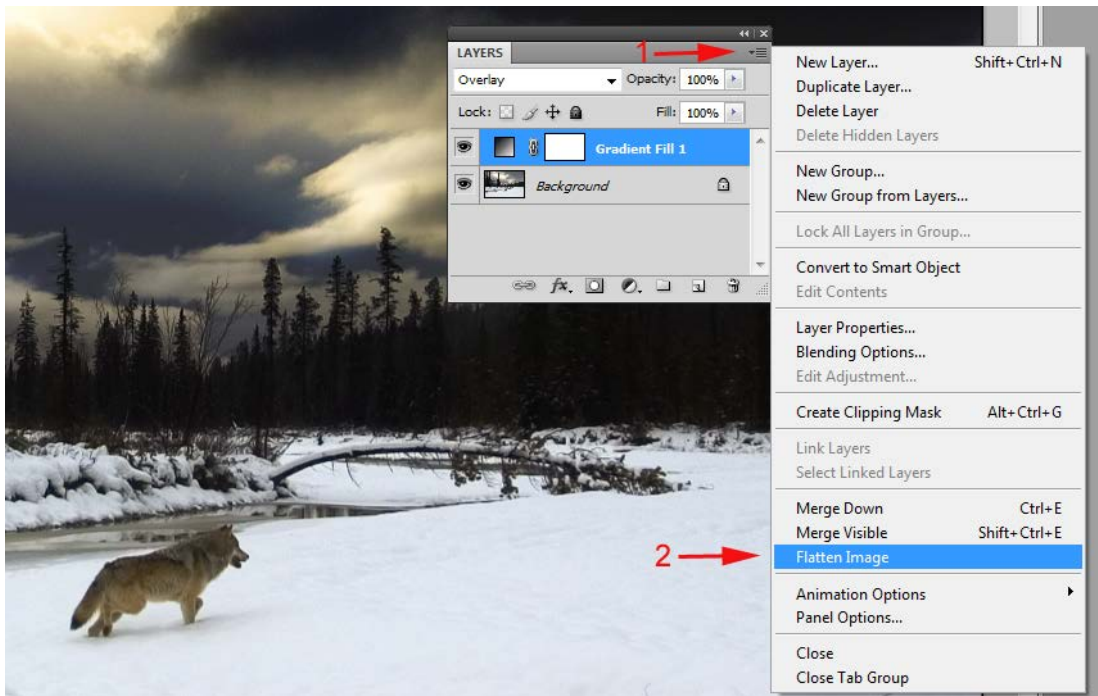 LAYERS
1
Overlay Opacity: 100%
Lock: Fill: 100%
Gradient Fill 1
Background
fx.
New Layer... Shift+Ctrl+N
Duplicate Layer...
Delete Layer
Delete Hidden Layers
New Group...
New Group from Layers...
Lock All Layers in Group...
Convert to Smart Object
Edit Contents
Layer Properties...
Blending Options...
Edit Adjustment...
Create Clipping Mask Alt+Ctrl+G
Link Layers
Select Linked Layers
Merge Down Ctrl+E
Merge Visible Shift+Ctrl+E
2
Flatten Image
Animation Options
Panel Options...
Close
Close Tab Group